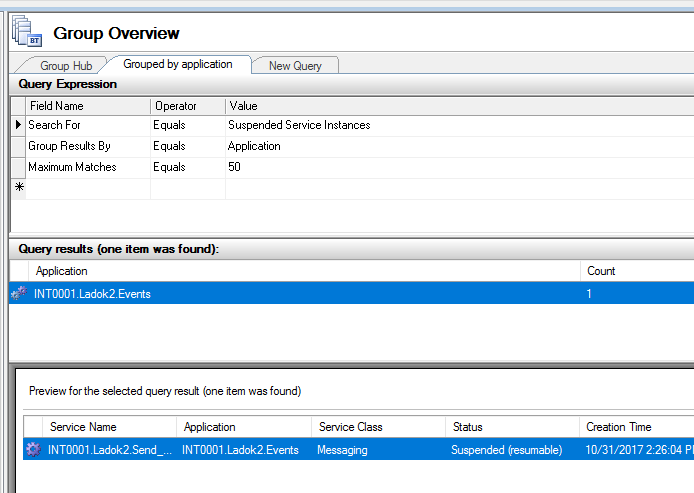 BT
Group Overview
Group Hub Grouped by application New Query
Query Expression
Field Name Operator Value
Search For Equals Suspended Service Instances
Group Results By Equals Application
Maximum Matches Equals 50
Query results (one item was found):
Application Count
INT0001.Ladok2.Events 1
Preview for the selected query result (one item was found)
Service Name Application Service Class Status Creation Time
INT0001.Ladok2.Send_... INT0001.Ladok2.Events Messaging Suspended (resumable) 10/31/2017 2:26:04 P